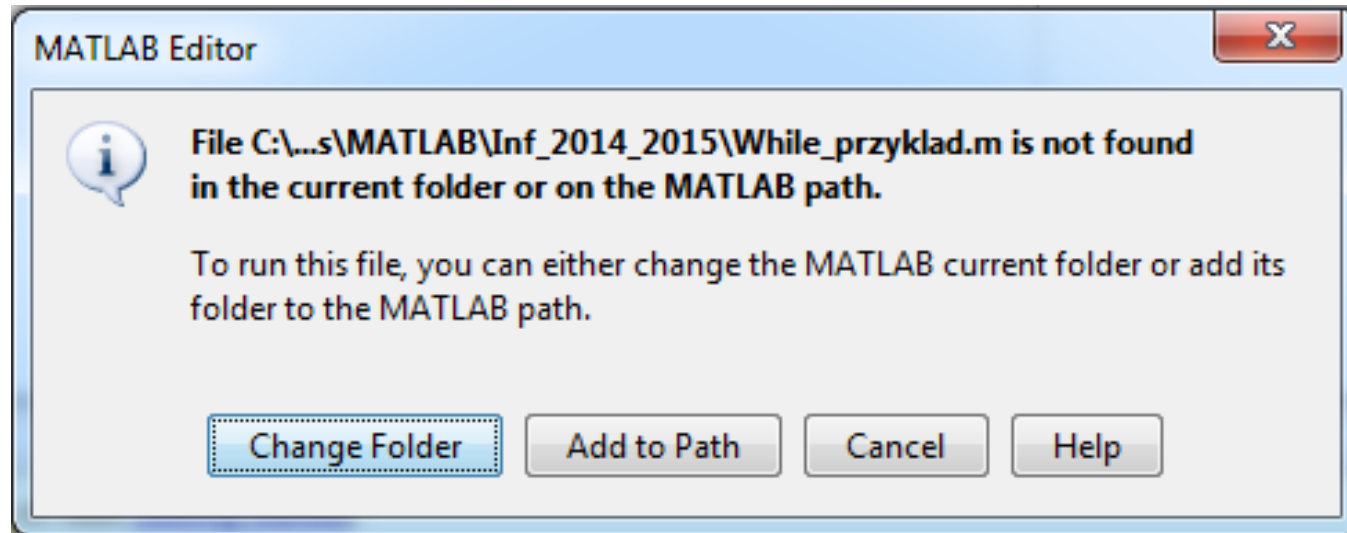 MATLAB Editor
File C:\...s\MATLAB\Inf_2014_2015\While_przyklad.m is not found
in the current folder or on the MATLAB path.
To run this file, you can either change the MATLAB current folder or add its
folder to the MATLAB path.
Change Folder Add to Path Cancel Help